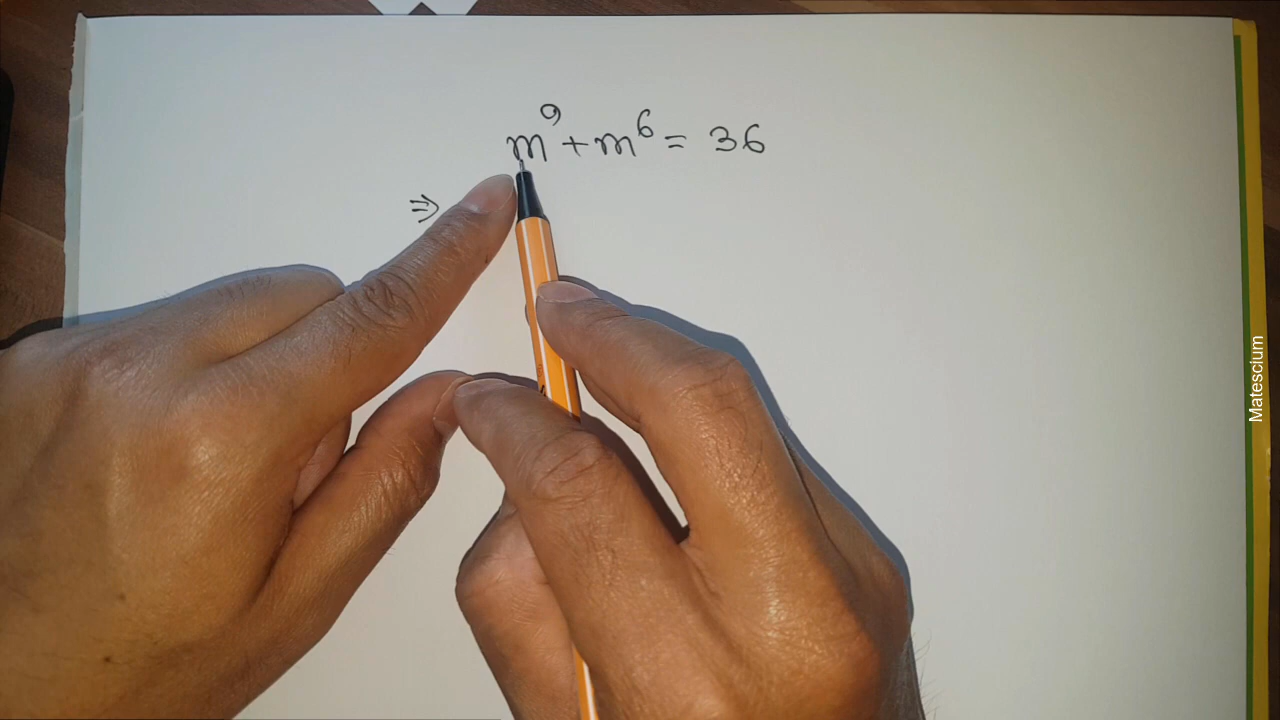 m⁹ + m⁶ = 36
⇒
Matescium